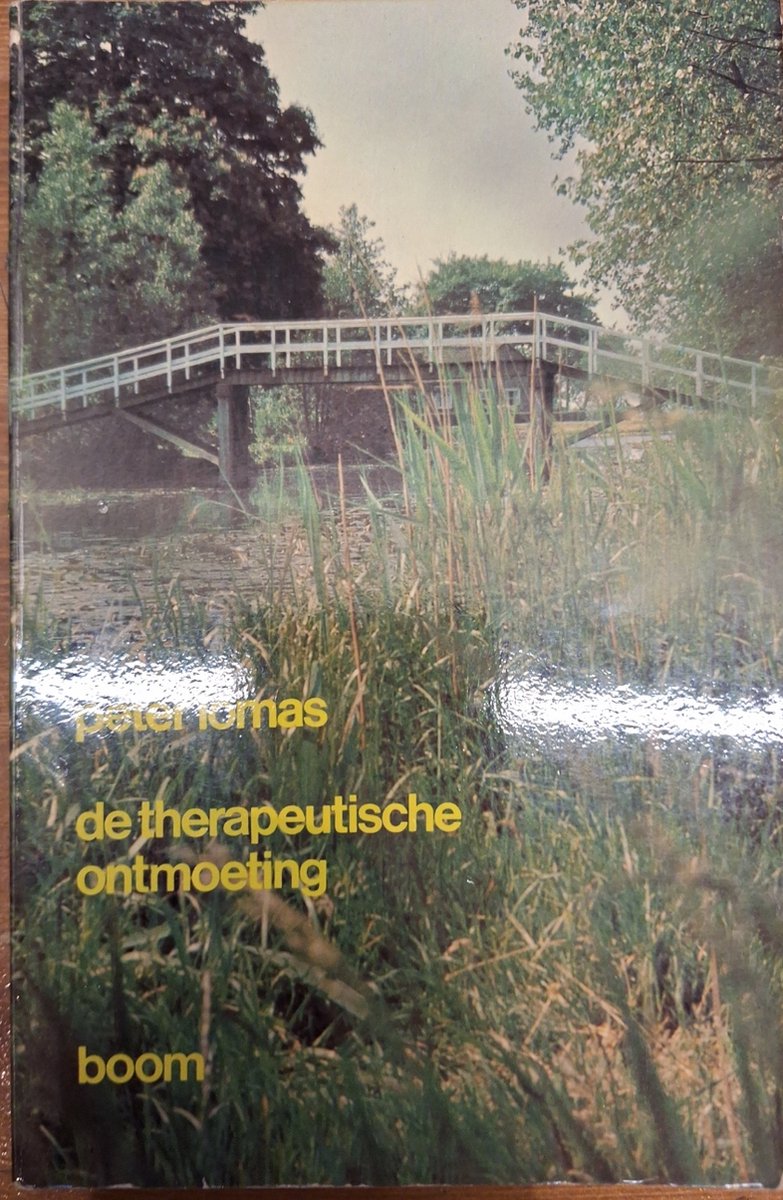 peter lomas
de therapeutische
ontmoeting
boom